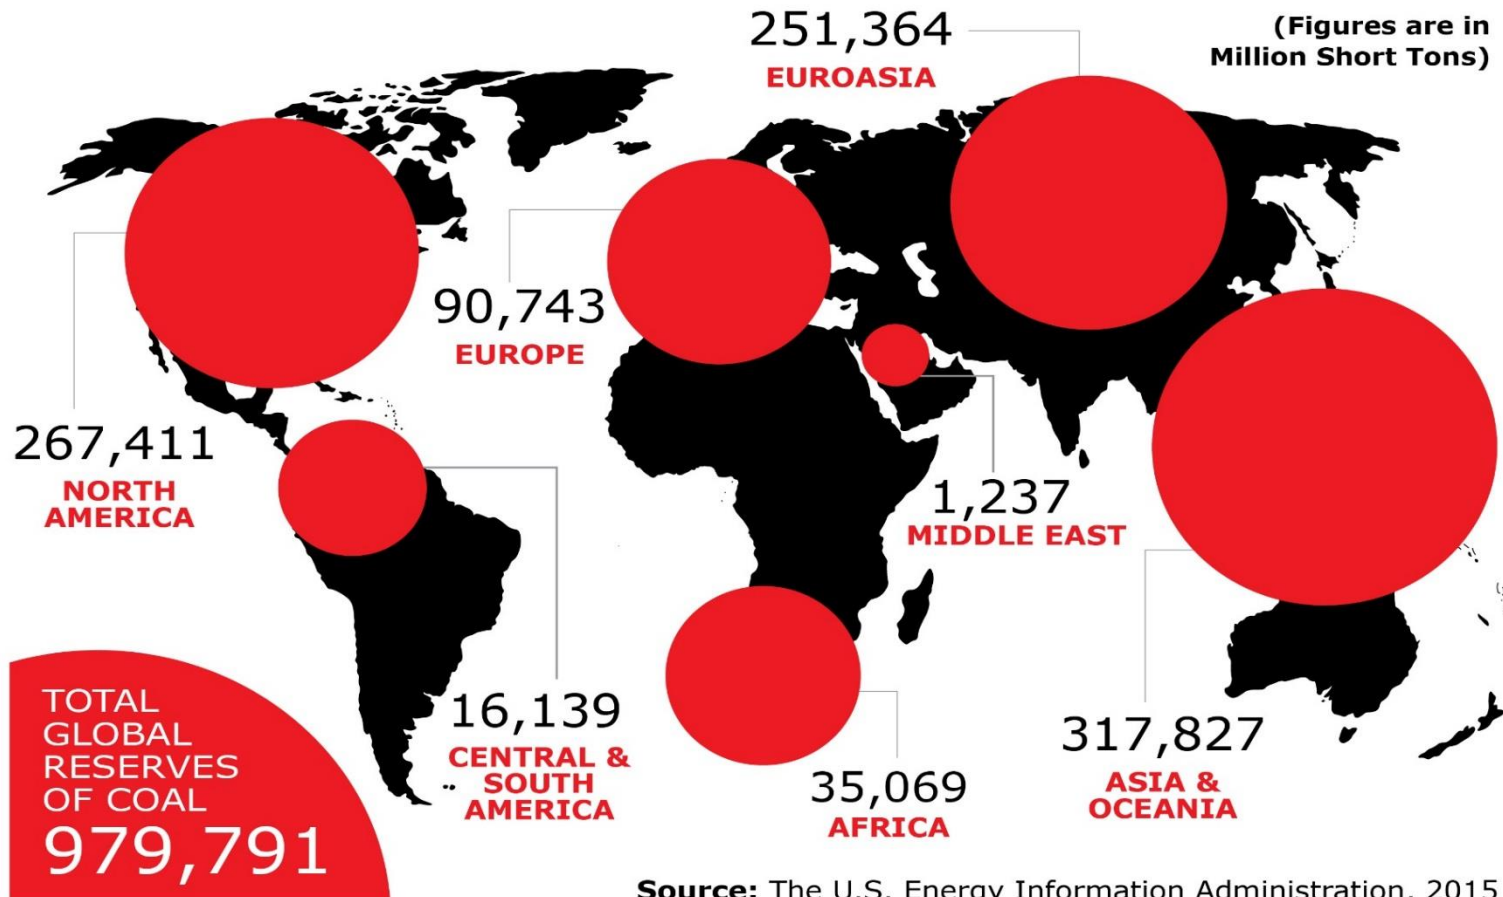 251,364
EUROASIA
(Figures are in
Million Short Tons)
90,743
EUROPE
267,411
NORTH
AMERICA
1,237
MIDDLE EAST
16,139
CENTRAL &
SOUTH
AMERICA
35,069
AFRICA
317,827
ASIA &
OCEANIA
TOTAL
GLOBAL
RESERVES
OF COAL
979,791
Source: The U.S. Energy Information Administration, 2015